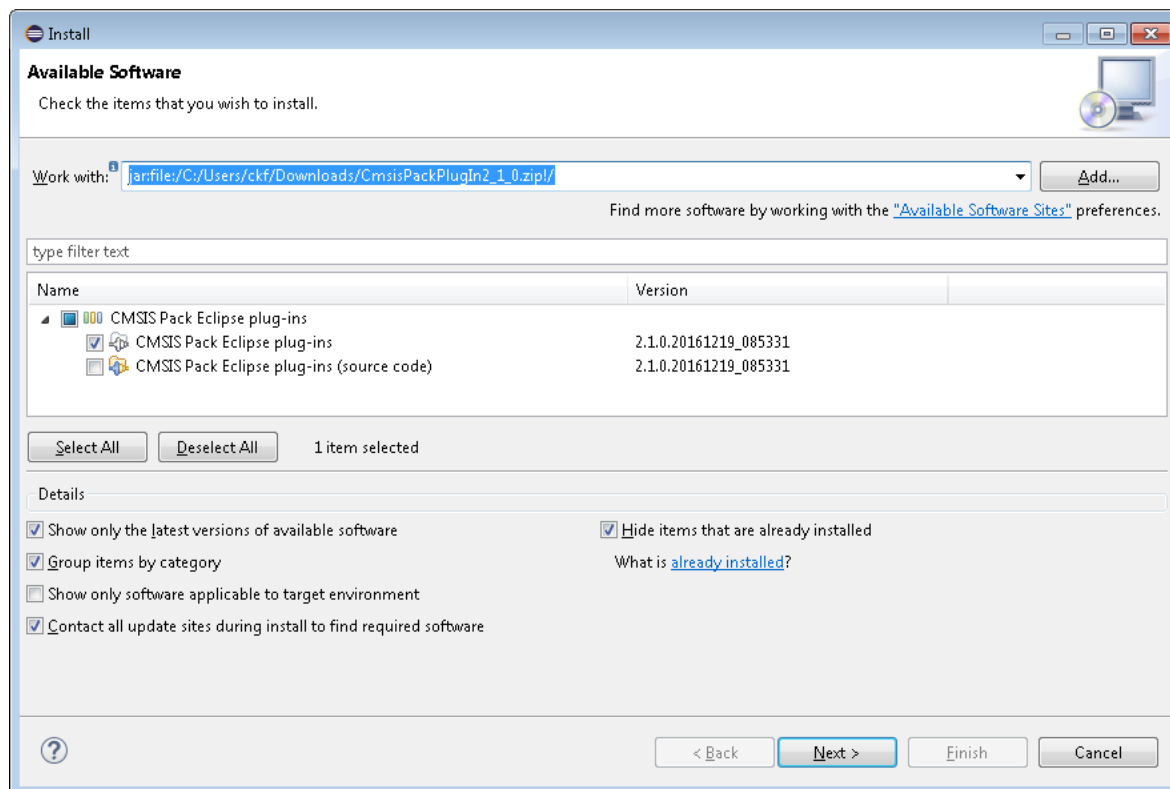 Install
Available Software
Check the items that you wish to install.
Work with: jar:file:/C:/Users/ckf/Downloads/CmsisPackPlugIn2_1_0.zip!/ Add...
Find more software by working with the "Available Software Sites" preferences.
type filter text
Name Version
CMSIS Pack Eclipse plug-ins
CMSIS Pack Eclipse plug-ins 2.1.0.20161219_085331
CMSIS Pack Eclipse plug-ins (source code) 2.1.0.20161219_085331
Select All Deselect All 1 item selected
Details
Show only the latest versions of available software Hide items that are already installed
Group items by category What is already installed?
Show only software applicable to target environment
Contact all update sites during install to find required software
? < Back Next > Finish Cancel